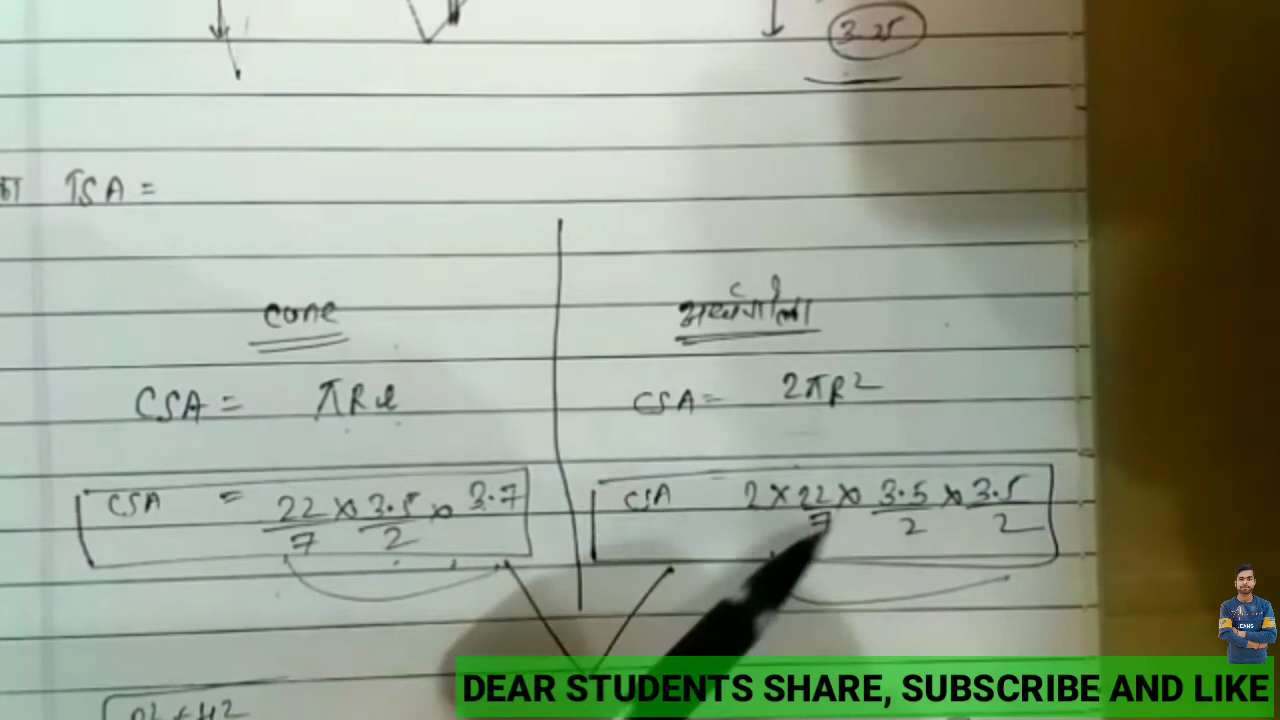 3.25
का TSA =
cone
अर्धगोला
CSA = πRl
CSA = 2πR2
CSA = 22/7 × 3.5/2 × 3.7
CSA 2 × 22/7 × 3.5/2 × 3.5/2
DEAR STUDENTS SHARE, SUBSCRIBE AND LIKE